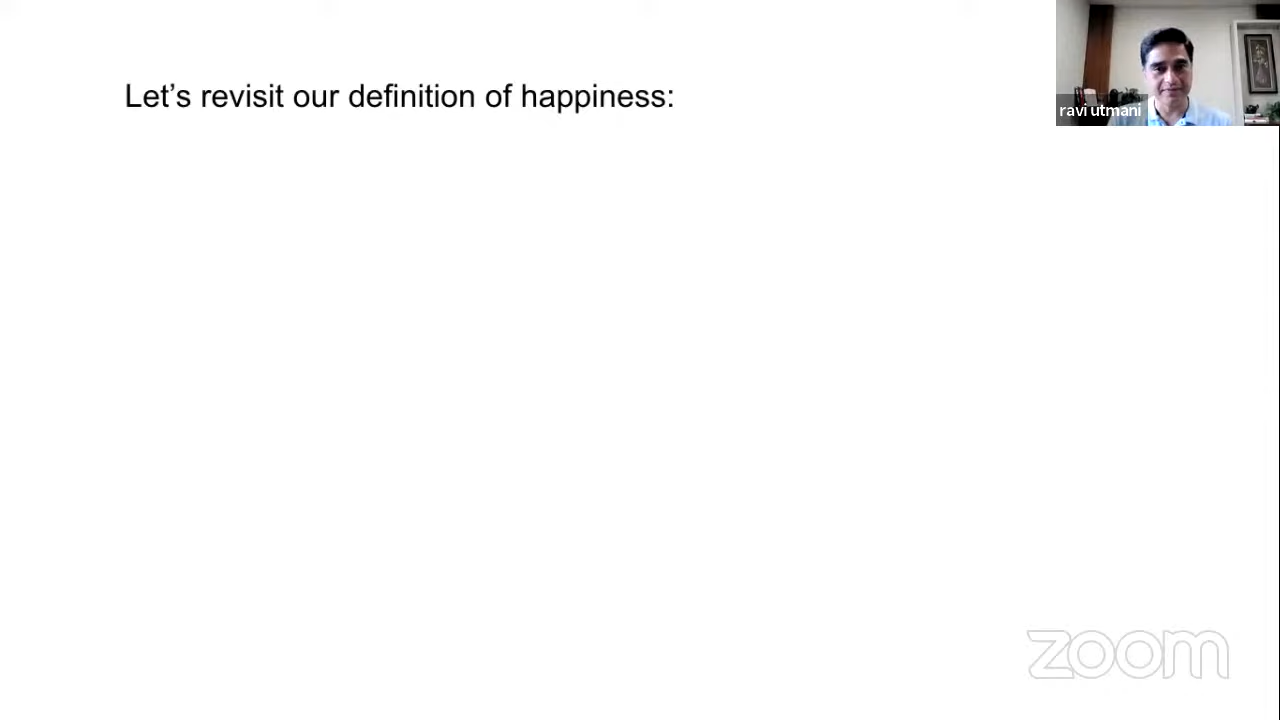 Let’s revisit our definition of happiness:
ravi utmani
zoom